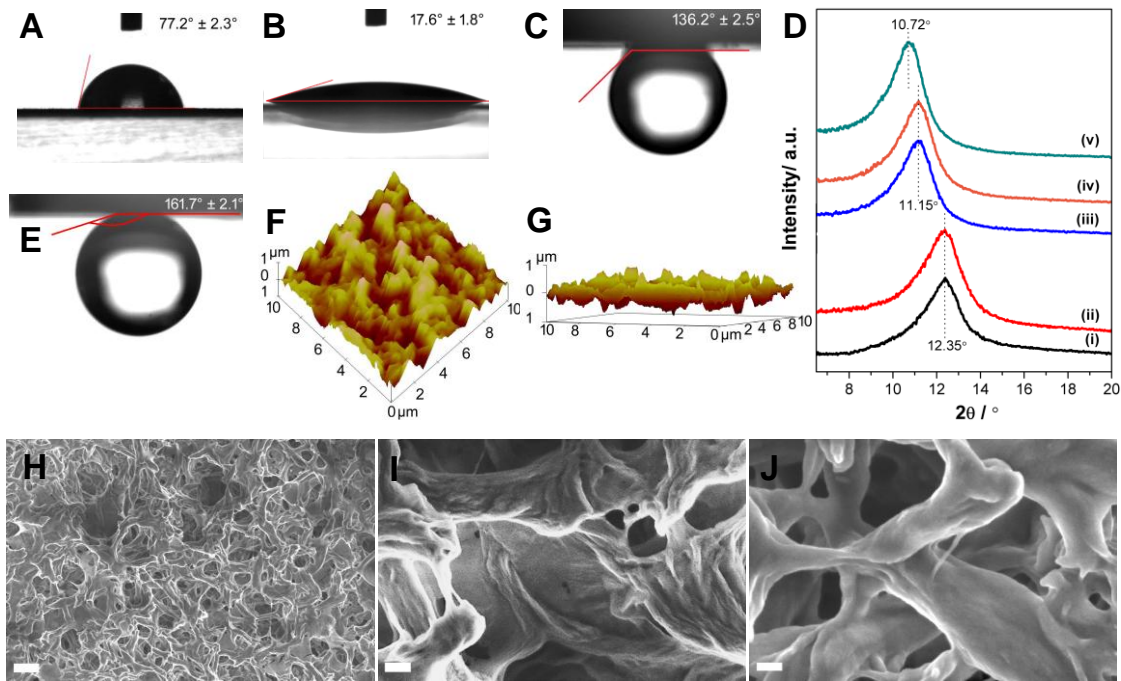 A
77.2° ± 2.3°
B
17.6° ± 1.8°
C
136.2° ± 2.5°
D
10.72°
(v)
(iv)
11.15°
(iii)
(ii)
(i)
12.35°
Intensity/ a.u.
8 10 12 14 16 18 20
2θ / °
E
161.7° ± 2.1°
F
1 µm
0
1
10
8
6
4
2
0 µm
2
4
6
8
10
G
1 µm
0
1
10 8 6 4 2 0 µm 2 4 6 8 10
H
I
J